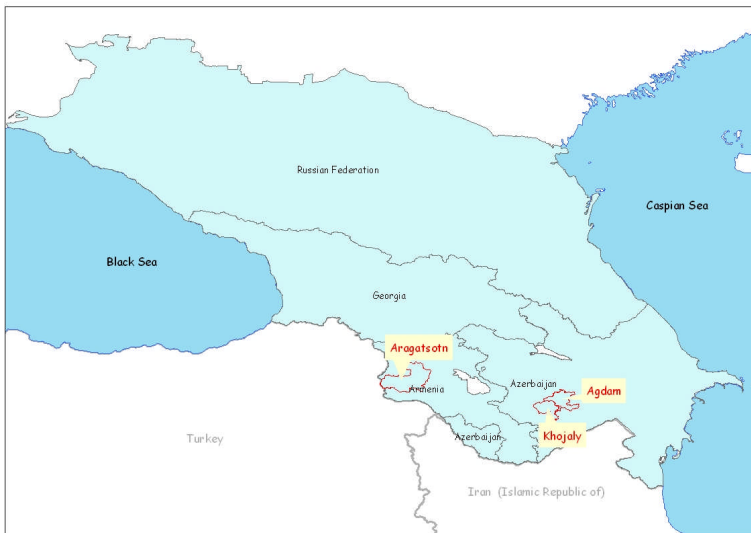 Russian Federation
Caspian Sea
Black Sea
Georgia
Aragatsotn
Armenia
Azerbaijan
Agdam
Khojaly
Azerbaijan
Turkey
Iran (Islamic Republic of)